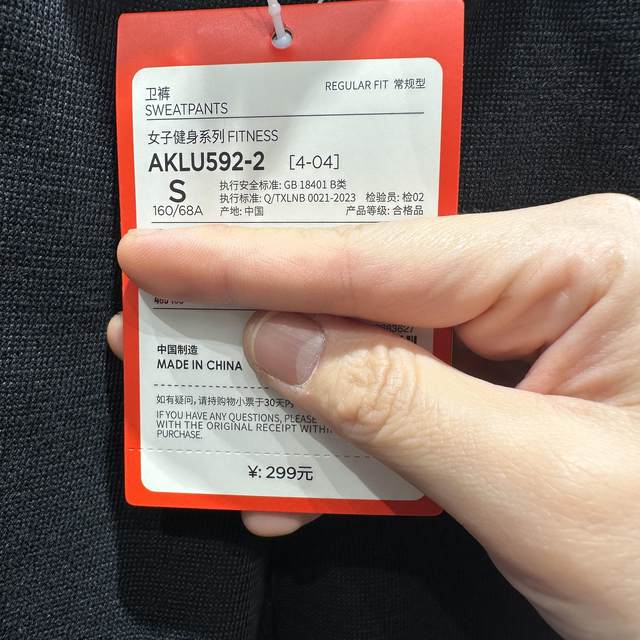 REGULAR FIT 常规型
卫裤
SWEATPANTS
女子健身系列 FITNESS
AKLU592-2 [4-04]
S
160/68A
执行安全标准: GB 18401 B类
执行标准: Q/TXLNB 0021-2023 检验员: 检02
产地: 中国 产品等级: 合格品
中国制造
MADE IN CHINA
如有疑问, 请持购物小票于30天内
IF YOU HAVE ANY QUESTIONS, PLEASE
WITH THE ORIGINAL RECEIPT WITHIN
PURCHASE.
¥: 299元